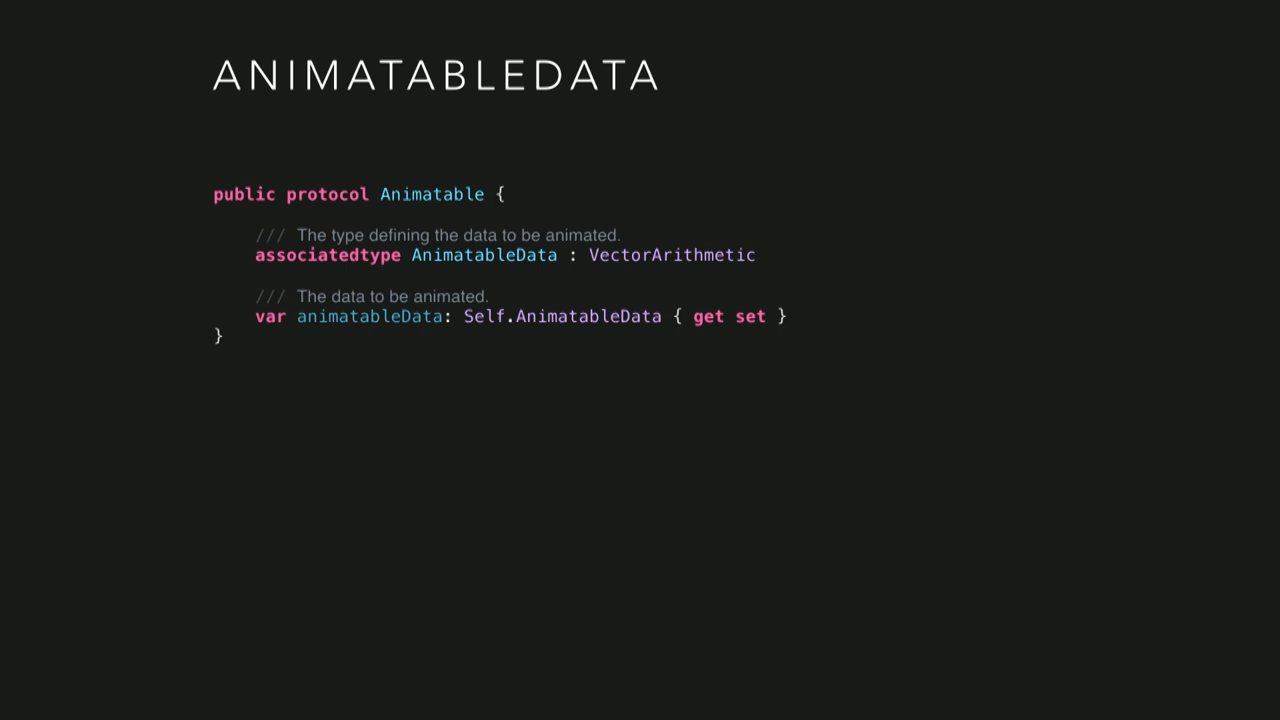 ANIMATABLEDATA
public protocol Animatable {
/// The type defining the data to be animated.
associatedtype AnimatableData : VectorArithmetic
/// The data to be animated.
var animatableData: Self.AnimatableData { get set }
}